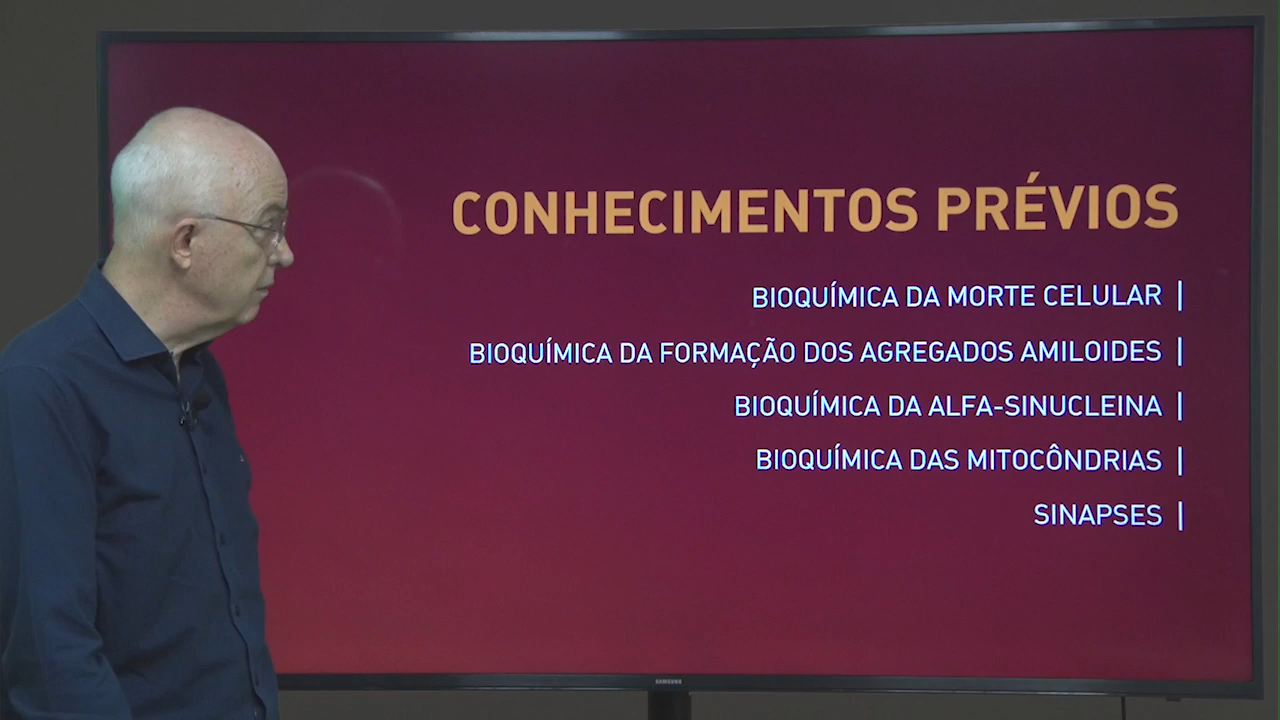 CONHECIMENTOS PRÉVIOS
BIOQUÍMICA DA MORTE CELULAR |
BIOQUÍMICA DA FORMAÇÃO DOS AGREGADOS AMILOIDES |
BIOQUÍMICA DA ALFA-SINUCLEINA |
BIOQUÍMICA DAS MITOCÔNDRIAS |
SINAPSES |
SAMSUNG